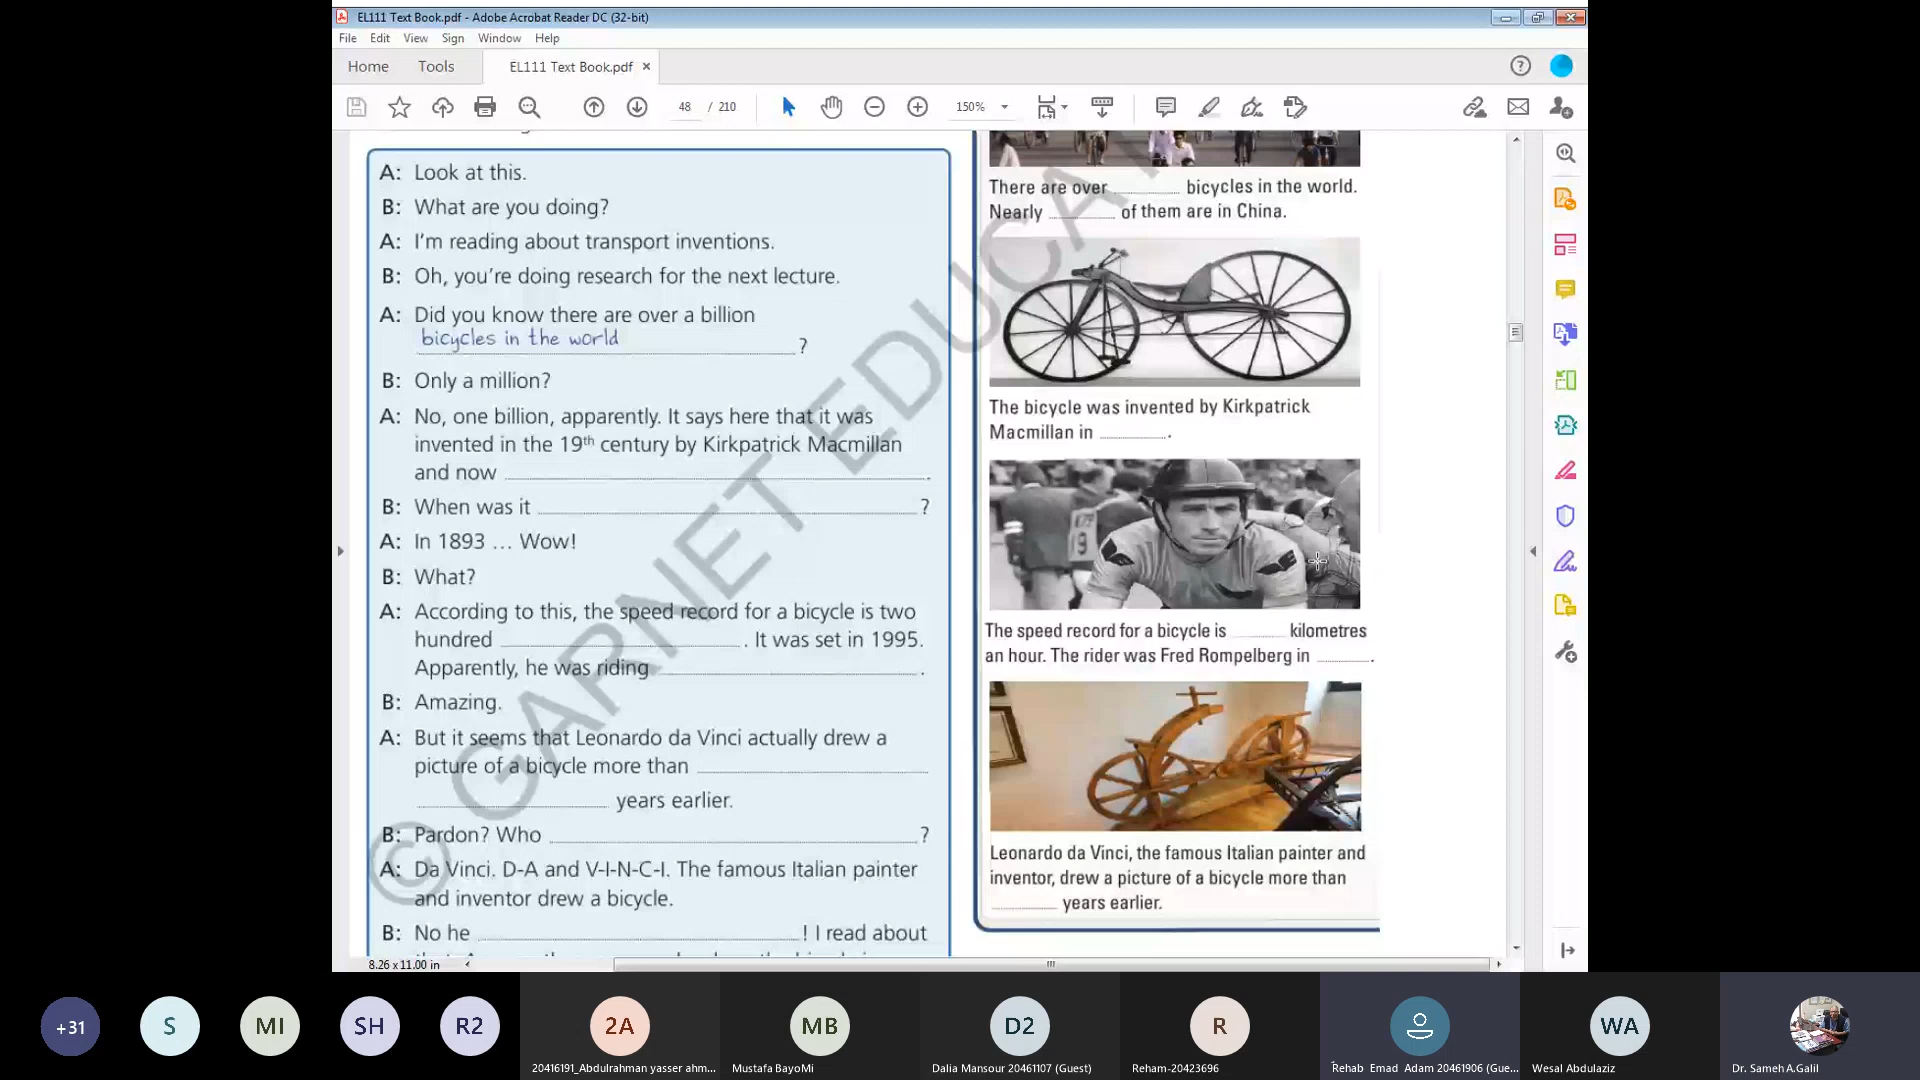 EL111 Text Book.pdf - Adobe Acrobat Reader DC (32-bit)
File Edit View Sign Window Help
Home Tools EL111 Text Book.pdf ×
48 / 210 150%
A: Look at this.
B: What are you doing?
A: I'm reading about transport inventions.
B: Oh, you're doing research for the next lecture.
A: Did you know there are over a billion
bicycles in the world ?
B: Only a million?
A: No, one billion, apparently. It says here that it was
invented in the 19th century by Kirkpatrick Macmillan
and now .
B: When was it ?
A: In 1893 … Wow!
B: What?
A: According to this, the speed record for a bicycle is two
hundred . It was set in 1995.
Apparently, he was riding .
B: Amazing.
A: But it seems that Leonardo da Vinci actually drew a
picture of a bicycle more than
years earlier.
B: Pardon? Who ?
A: Da Vinci. D-A and V-I-N-C-I. The famous Italian painter
and inventor drew a bicycle.
B: No he ! I read about
There are over bicycles in the world.
Nearly of them are in China.
The bicycle was invented by Kirkpatrick
Macmillan in .
9
The speed record for a bicycle is kilometres
an hour. The rider was Fred Rompelberg in .
Leonardo da Vinci, the famous Italian painter and
inventor, drew a picture of a bicycle more than
years earlier.
© GARNET EDUCA
8.26 x 11.00 in
+31 S MI SH R2 2A MB D2 R WA
20416191_Abdulrahman yasser ahm... Mustafa BayoMi Dalia Mansour 20461107 (Guest) Reham-20423696 Rehab Emad Adam 20461906 (Gue... Wesal Abdulaziz Dr. Sameh A.Galil